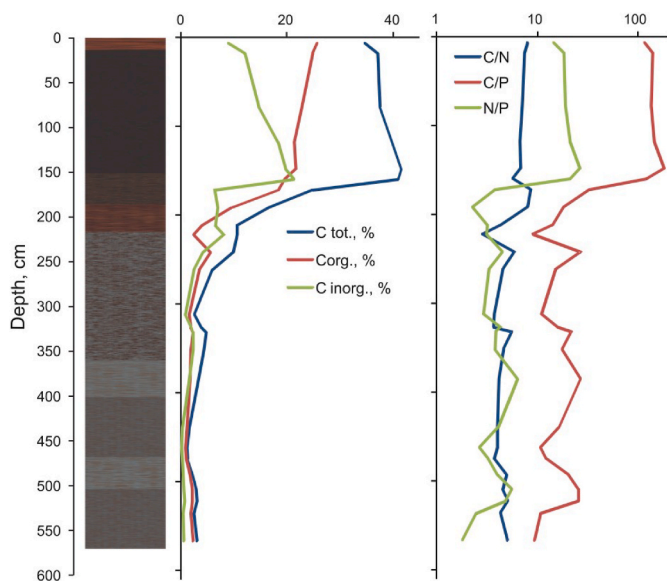 0 20 40
1 10 100
0
50
100
150
200
250
300
350
400
450
500
550
600
Depth, cm
C tot., %
Corg., %
C inorg., %
C/N
C/P
N/P